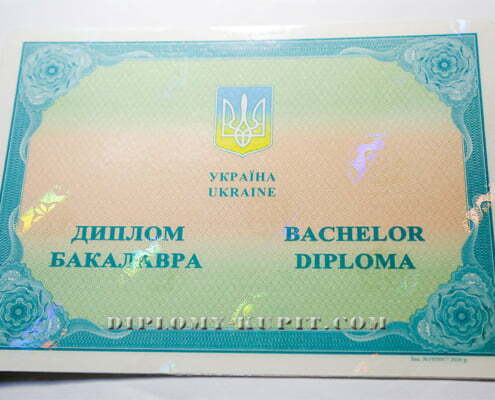 УКРАЇНА
UKRAINE
ДИПЛОМ
БАКАЛАВРА
BACHELOR
DIPLOMA
DIPLOMY-KUPIT.COM